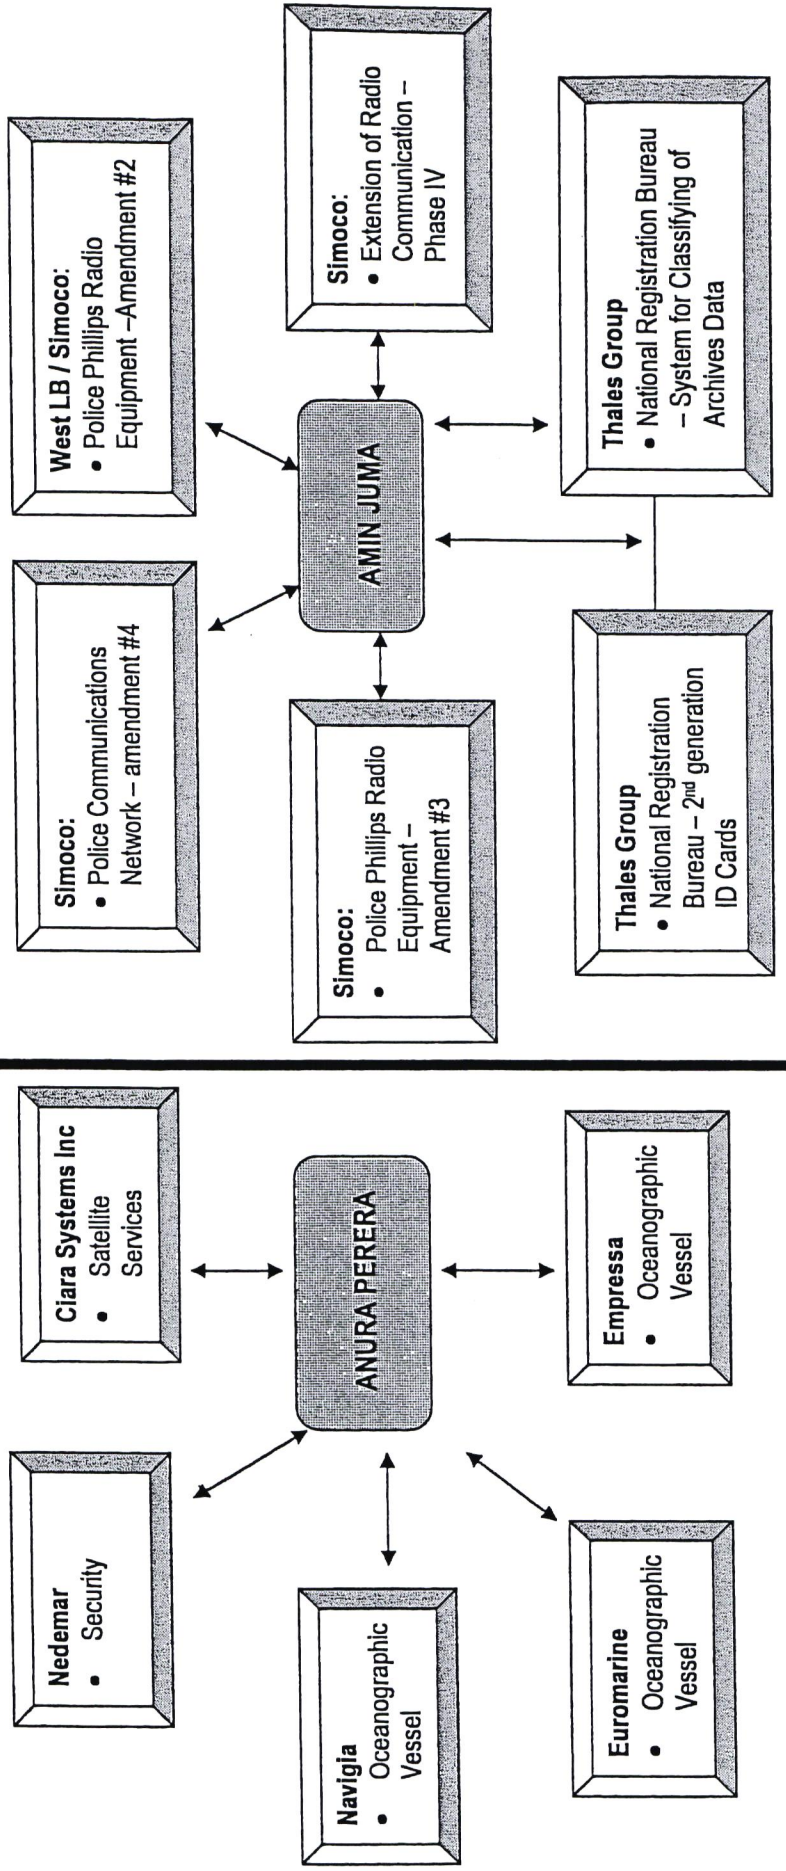 Nedemar
• Security
Ciara Systems Inc
• Satellite
Services
Navigia
• Oceanographic
Vessel
ANURA PERERA
Euromarine
• Oceanographic
Vessel
Empressa
• Oceanographic
Vessel
Simoco:
• Police Communications
Network – amendment #4
West LB / Simoco:
• Police Phillips Radio
Equipment –Amendment #2
Simoco:
• Police Phillips Radio
Equipment –
Amendment #3
AMIN JUMA
Simoco:
• Extension of Radio
Communication –
Phase IV
Thales Group
• National Registration
Bureau – 2nd generation
ID Cards
Thales Group
• National Registration Bureau
– System for Classifying of
Archives Data